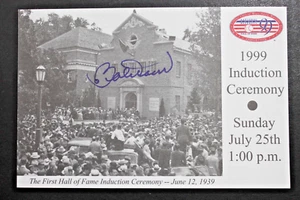 1999
Induction
Ceremony
Sunday
July 25th
1:00 p.m.
The First Hall of Fame Induction Ceremony -- June 12, 1939